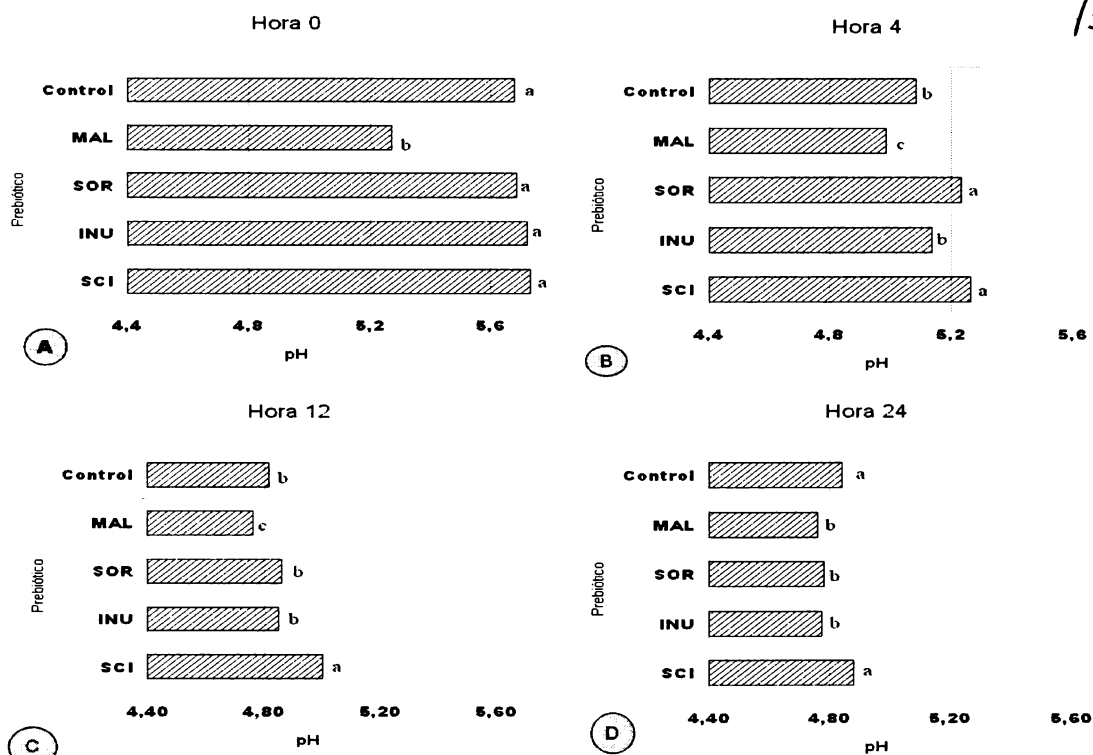 Hora 0
Control a
MAL b
SOR a
INU a
SCI a
Prebiótico
4,4 4,8 5,2 5,6
pH
A
Hora 4
Control b
MAL c
SOR a
INU b
SCI a
Prebiótico
4,4 4,8 5,2 5,6
pH
B
Hora 12
Control b
MAL c
SOR b
INU b
SCI a
Prebiótico
4,40 4,80 5,20 5,60
pH
C
Hora 24
Control a
MAL b
SOR b
INU b
SCI a
Prebiótico
4,40 4,80 5,20 5,60
pH
D